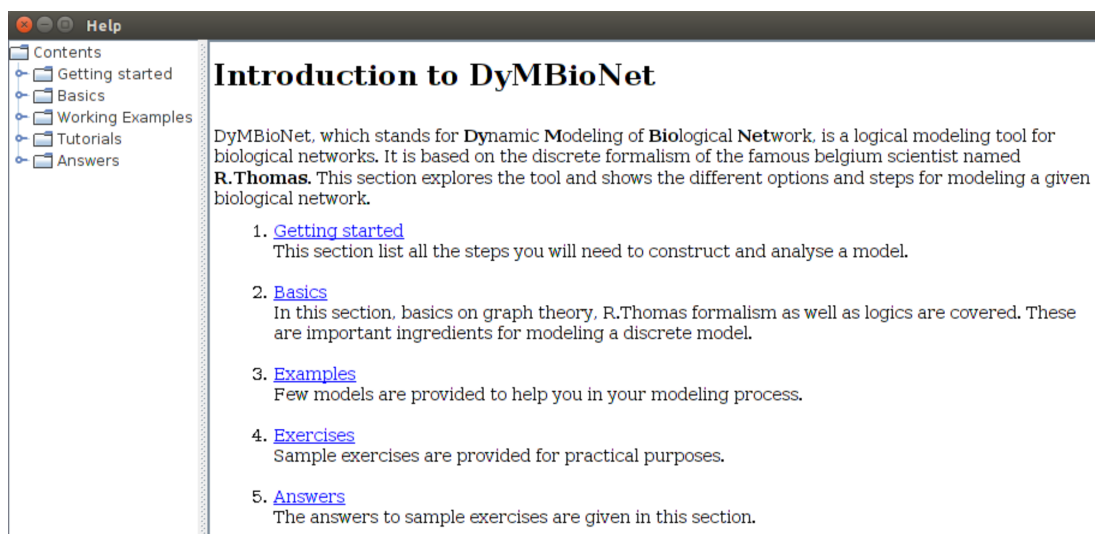 Help
Contents
Getting started
Basics
Working Examples
Tutorials
Answers
Introduction to DyMBioNet
DyMBioNet, which stands for Dynamic Modeling of Biological Network, is a logical modeling tool for
biological networks. It is based on the discrete formalism of the famous belgium scientist named
R.Thomas. This section explores the tool and shows the different options and steps for modeling a given
biological network.
1. Getting started
This section list all the steps you will need to construct and analyse a model.
2. Basics
In this section, basics on graph theory, R.Thomas formalism as well as logics are covered. These
are important ingredients for modeling a discrete model.
3. Examples
Few models are provided to help you in your modeling process.
4. Exercises
Sample exercises are provided for practical purposes.
5. Answers
The answers to sample exercises are given in this section.